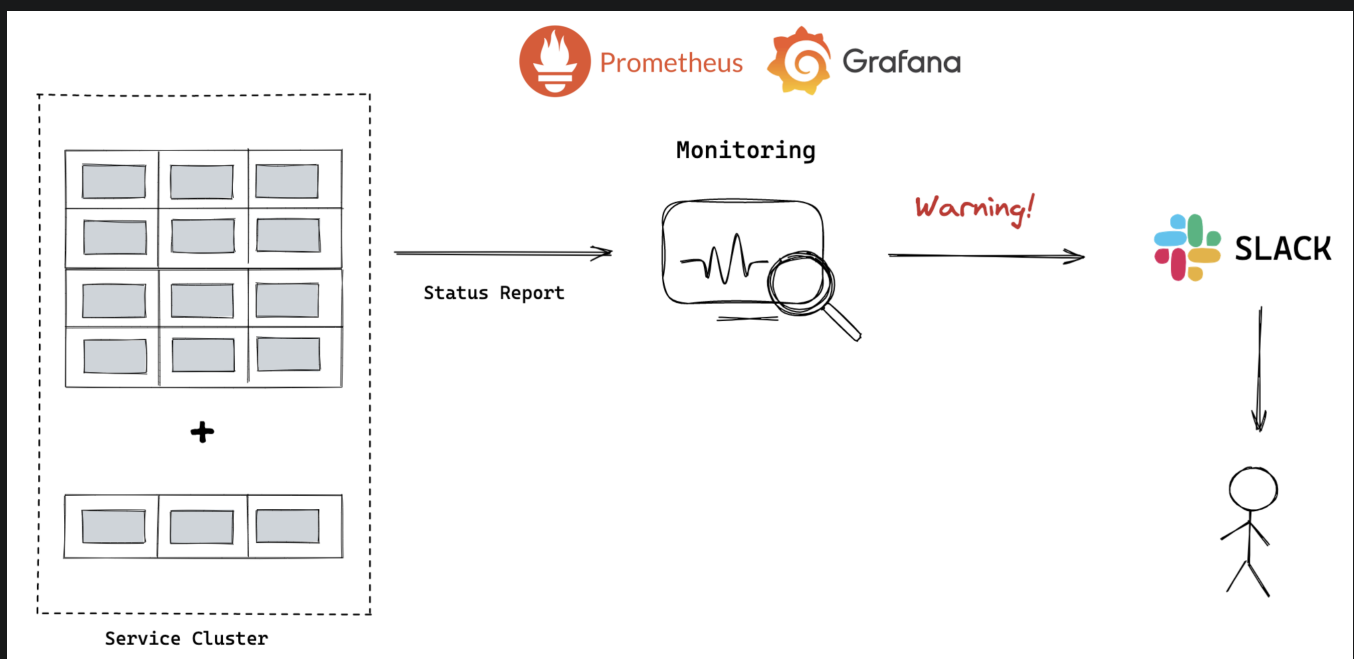 Prometheus Grafana
Monitoring
Warning!
SLACK
Status Report
+
Service Cluster